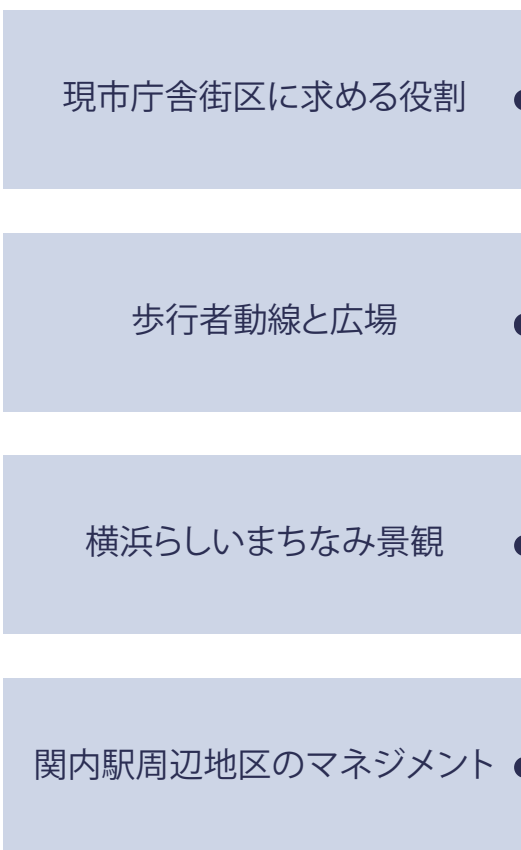 現市庁舎街区に求める役割
歩行者動線と広場
横浜らしいまちなみ景観
関内駅周辺地区のマネジメント